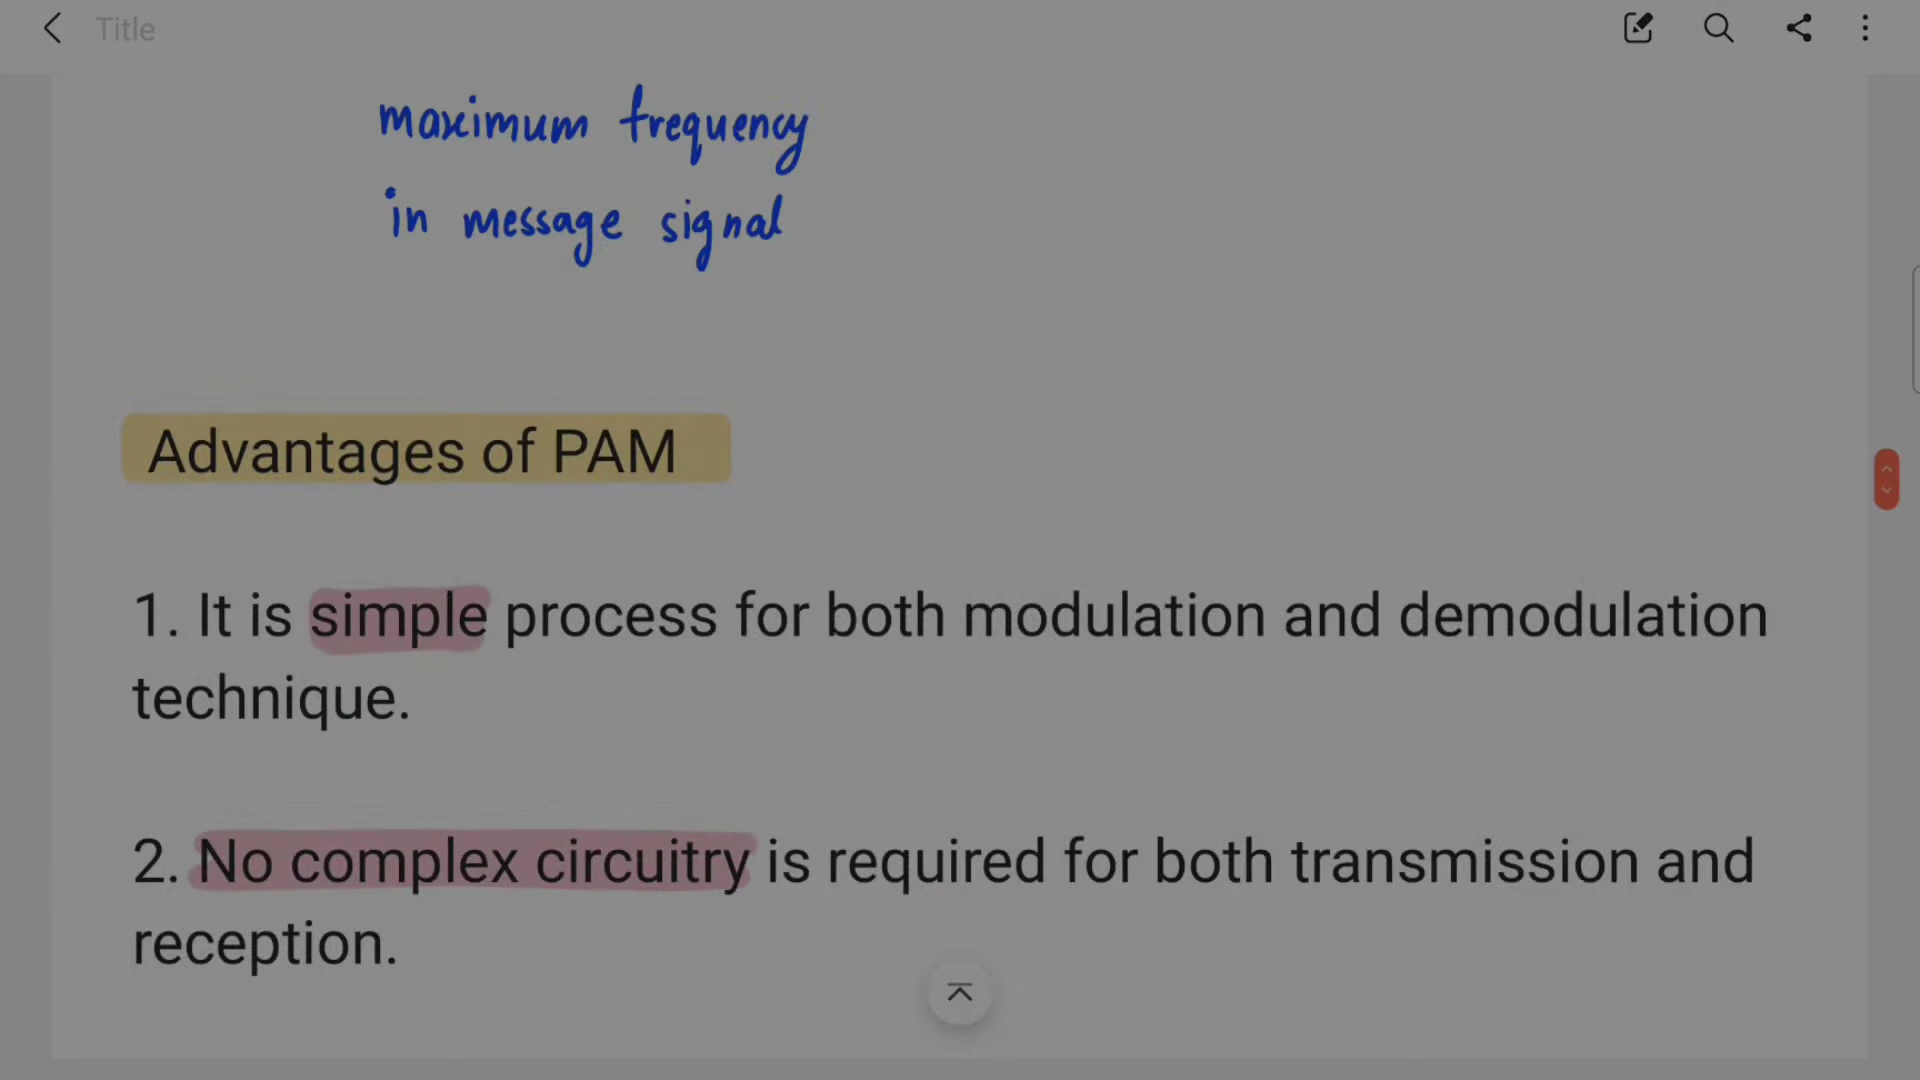 Title
maximum frequency
in message signal
Advantages of PAM
1. It is simple process for both modulation and demodulation
technique.
2. No complex circuitry is required for both transmission and
reception.